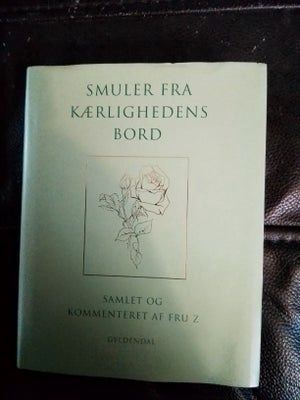 SMULER FRA
KÆRLIGHEDENS
BORD
SAMLET OG
KOMMENTERET AF FRU Z
GYLDENDAL